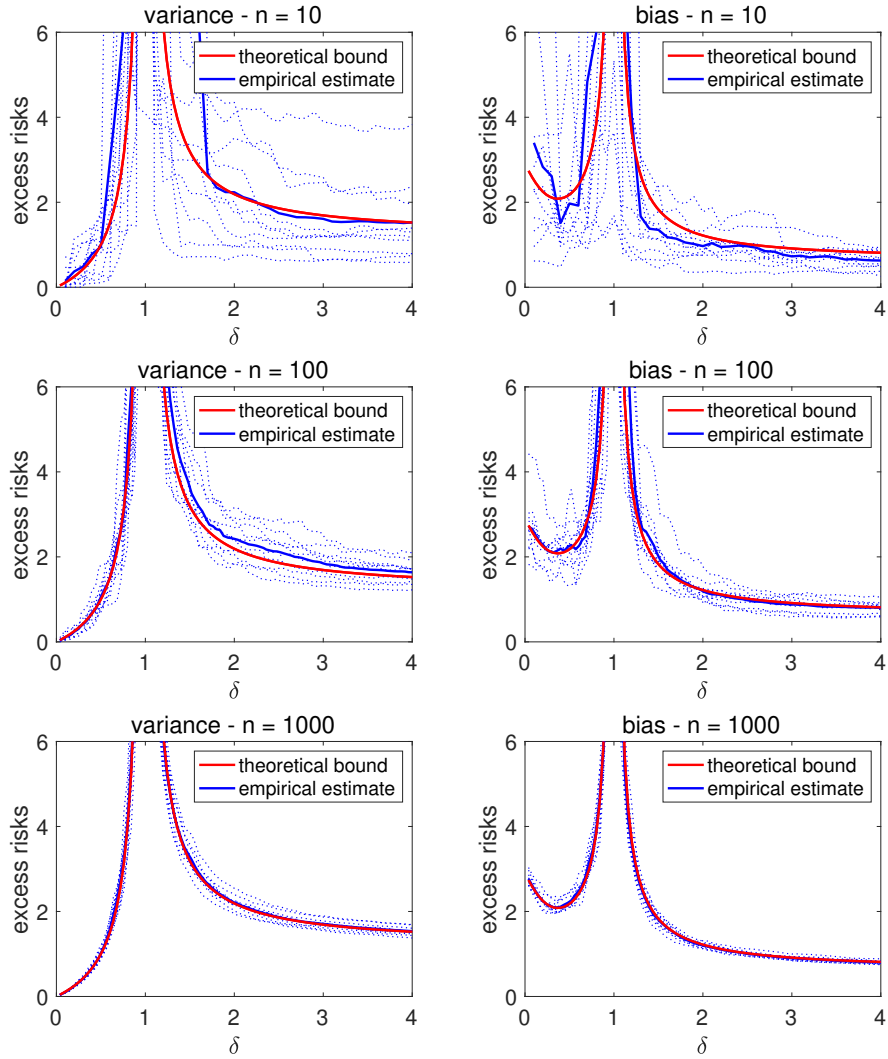 variance - n = 10
6
4
2
0
excess risks
theoretical bound
empirical estimate
0 1 2 3 4
δ
bias - n = 10
6
4
2
0
excess risks
theoretical bound
empirical estimate
0 1 2 3 4
δ
variance - n = 100
6
4
2
0
excess risks
theoretical bound
empirical estimate
0 1 2 3 4
δ
bias - n = 100
6
4
2
0
excess risks
theoretical bound
empirical estimate
0 1 2 3 4
δ
variance - n = 1000
6
4
2
0
excess risks
theoretical bound
empirical estimate
0 1 2 3 4
δ
bias - n = 1000
6
4
2
0
excess risks
theoretical bound
empirical estimate
0 1 2 3 4
δ